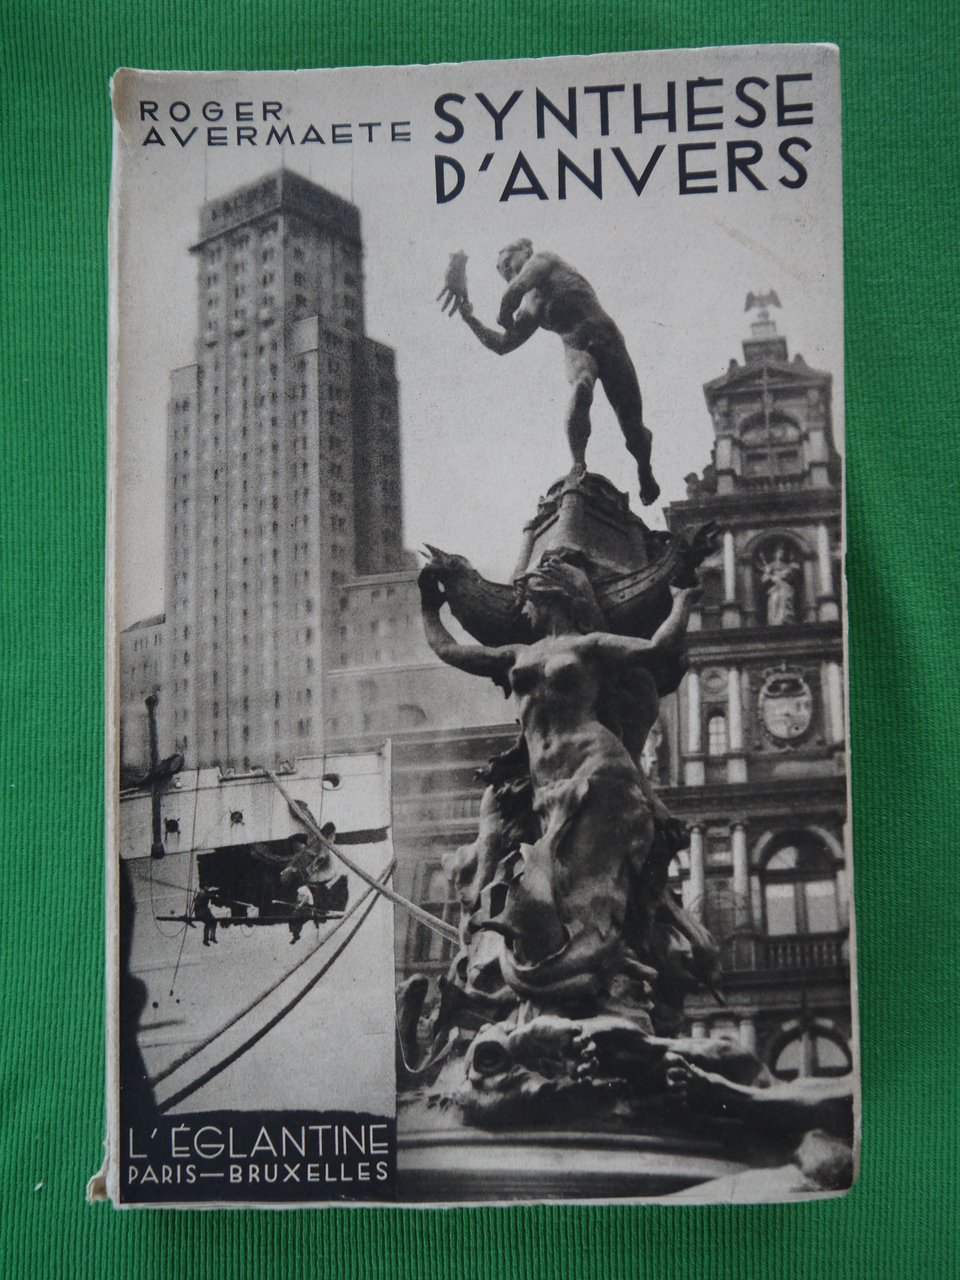 ROGER
AVERMAETE
SYNTHÈSE
D'ANVERS
L'ÉGLANTINE
PARIS—BRUXELLES